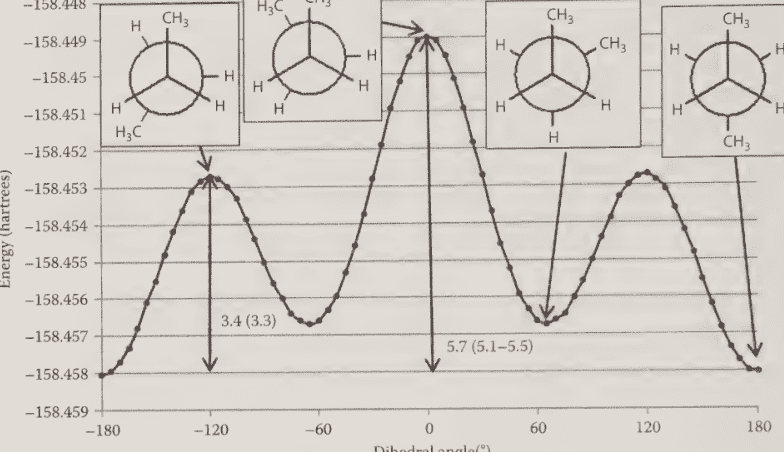 −158.448
−158.449
−158.45
−158.451
−158.452
−158.453
−158.454
−158.455
−158.456
−158.457
−158.458
−158.459
Energy (hartrees)
CH₃
H
H
H
H
H₃C
H₃C
CH₃
H
H
H
H
CH₃
H
CH₃
H
H
H
CH₃
H
H
H
H
CH₃
3.4 (3.3)
5.7 (5.1–5.5)
−180
−120
−60
0
60
120
180
Dihedral angle(°)